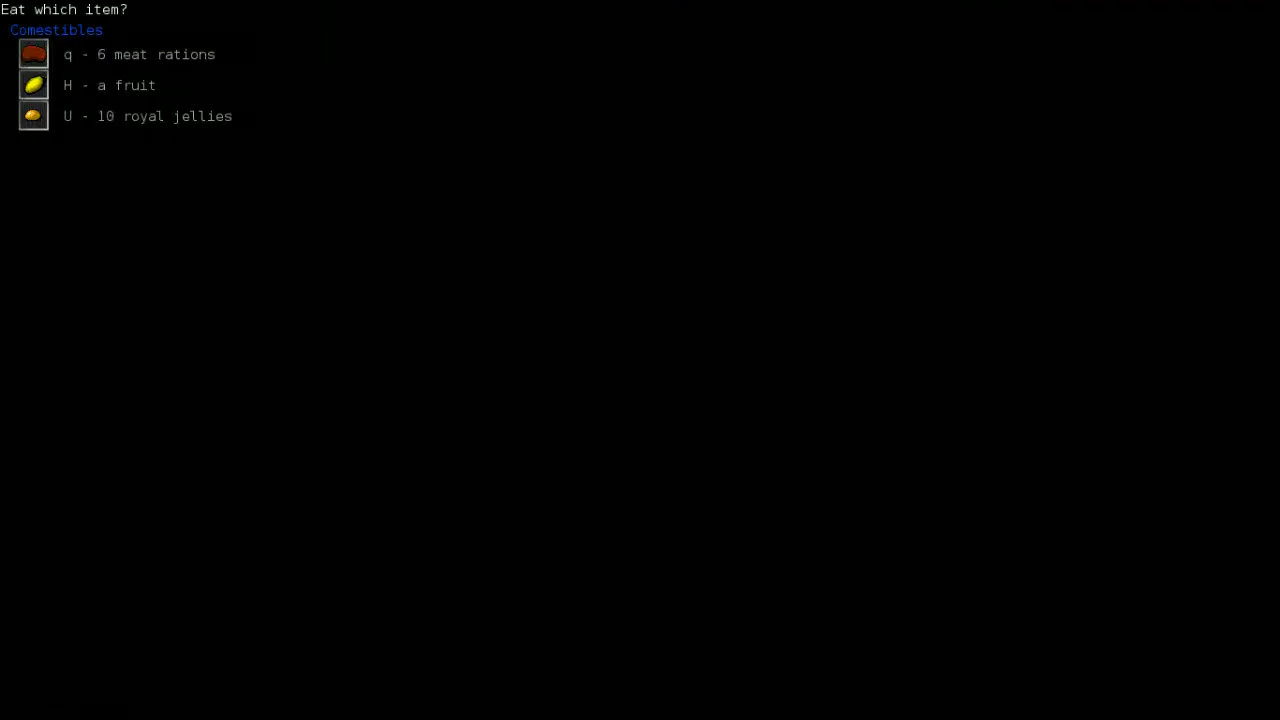 Eat which item?
Comestibles
q - 6 meat rations
H - a fruit
U - 10 royal jellies